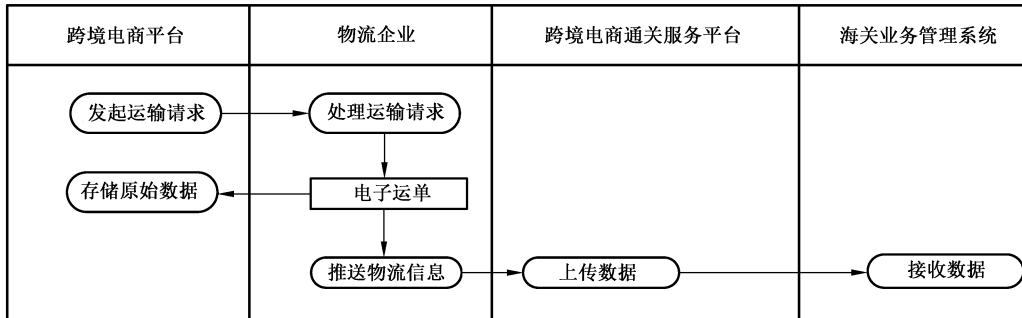 跨境电商平台
物流企业
跨境电商通关服务平台
海关业务管理系统
发起运输请求
处理运输请求
存储原始数据
电子运单
推送物流信息
上传数据
接收数据